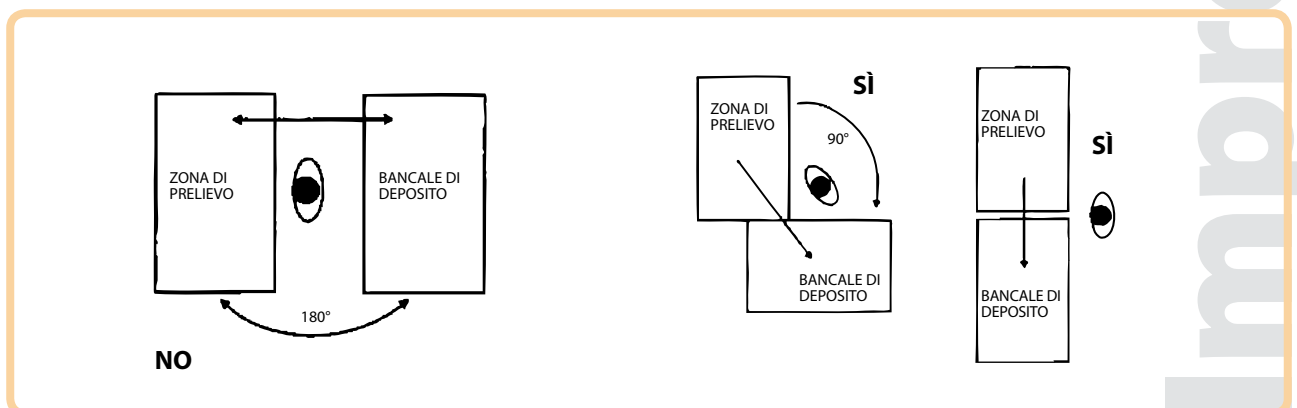 ZONA DI
PRELIEVO
BANCALE DI
DEPOSITO
180°
NO
SÌ
ZONA DI
PRELIEVO
90°
BANCALE DI
DEPOSITO
ZONA DI
PRELIEVO
SÌ
BANCALE DI
DEPOSITO